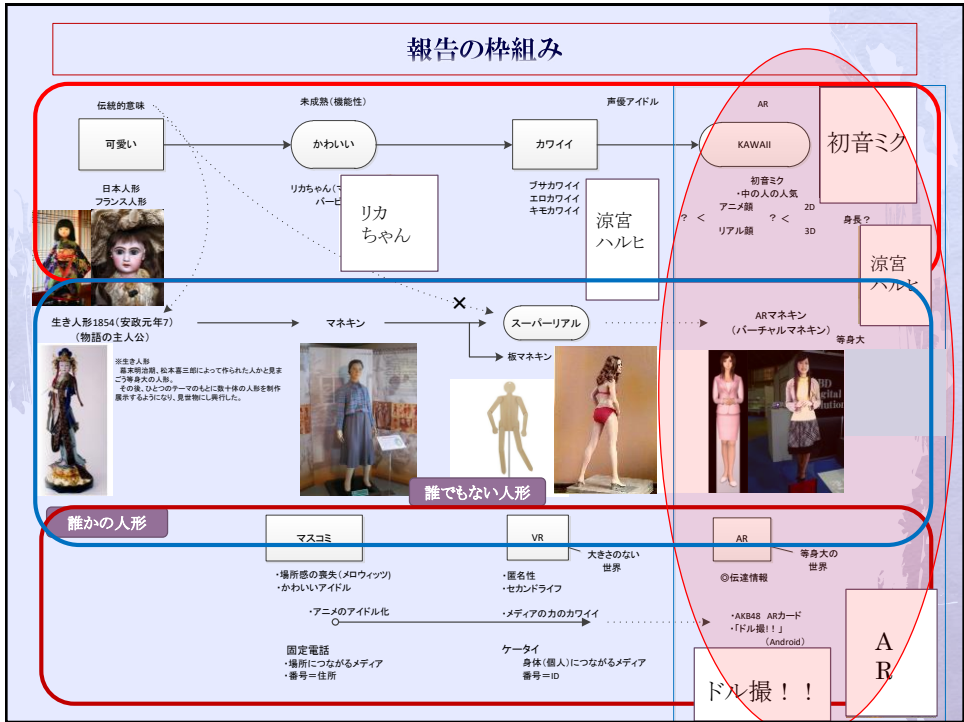 報告の枠組み
伝統的意味
未成熟（機能性）
声優アイドル
AR
可愛い
かわいい
カワイイ
KAWAII
初音ミク
日本人形
フランス人形
リカちゃん（
バービ
リカ
ちゃん
ブサカワイイ
エロカワイイ
キモカワイイ
涼宮
ハルヒ
初音ミク
・中の人の人気
アニメ顔 2D
？ ＜ ？ ＜
リアル顔 3D
身長？
涼宮
ハルヒ
×
生き人形1854（安政元年7）
（物語の主人公）
マネキン
スーパーリアル
ARマネキン
（バーチャルマネキン）
等身大
板マネキン
※生き人形
幕末明治期、松本喜三郎によって作られた人かと見ま
ごう等身大の人形。
その後、ひとつのテーマのもとに数十体の人形を制作
展示するようになり、見世物にし興行した。
誰でもない人形
誰かの人形
マスコミ
VR
大きさのない
世界
AR
等身大の
世界
・場所感の喪失（メロウィッツ）
・かわいいアイドル
・匿名性
・セカンドライフ
◎伝達情報
・アニメのアイドル化
・メディアの力のカワイイ
・AKB48 ARカード
・「ドル撮！！」
（Android）
固定電話
・場所につながるメディア
・番号＝住所
ケータイ
身体（個人）につながるメディア
番号＝ID
ドル撮！！
A
R